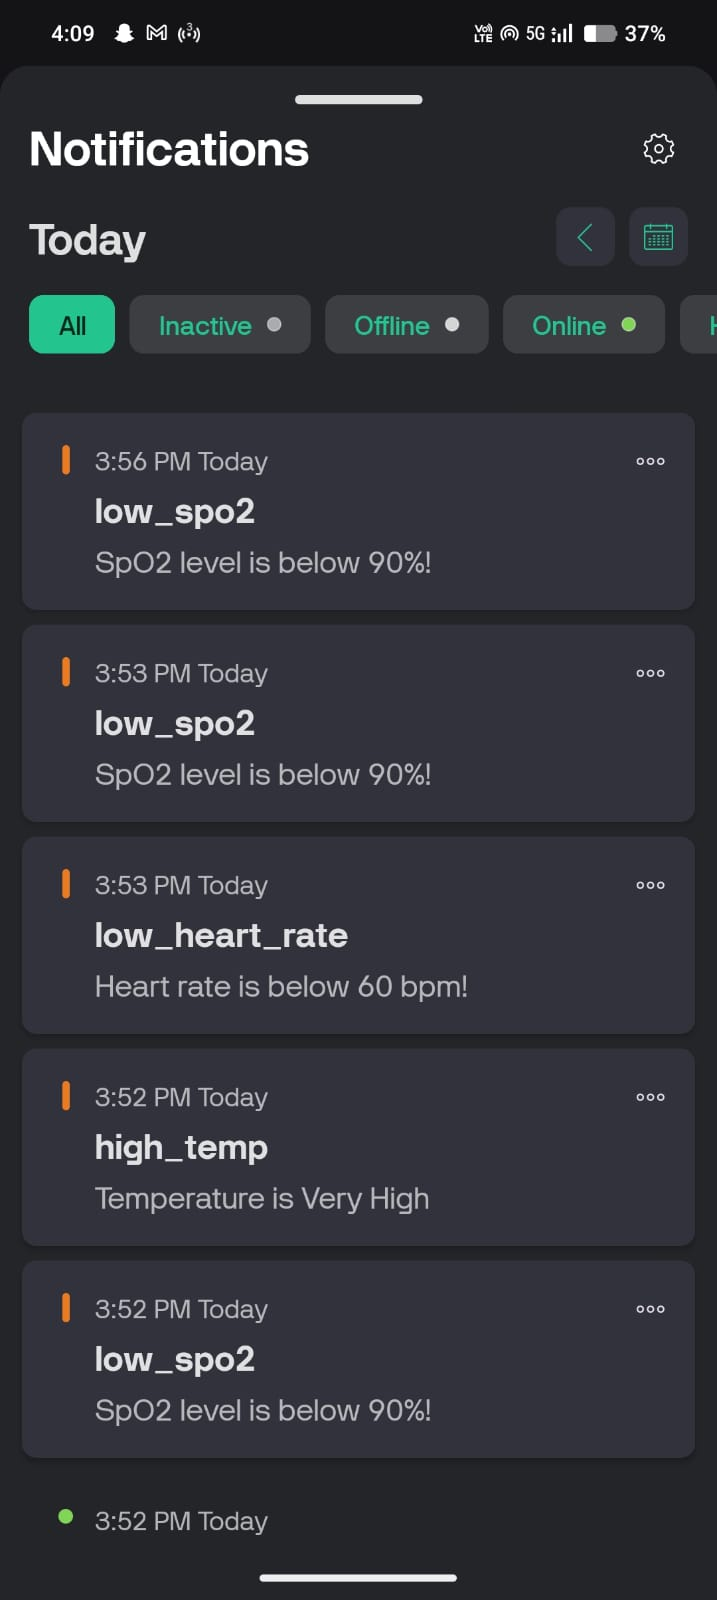 4:09 3 Vo)) LTE 5G 37%
Notifications
Today
All Inactive Offline Online
3:56 PM Today
low_spo2
SpO2 level is below 90%!
3:53 PM Today
low_spo2
SpO2 level is below 90%!
3:53 PM Today
low_heart_rate
Heart rate is below 60 bpm!
3:52 PM Today
high_temp
Temperature is Very High
3:52 PM Today
low_spo2
SpO2 level is below 90%!
3:52 PM Today